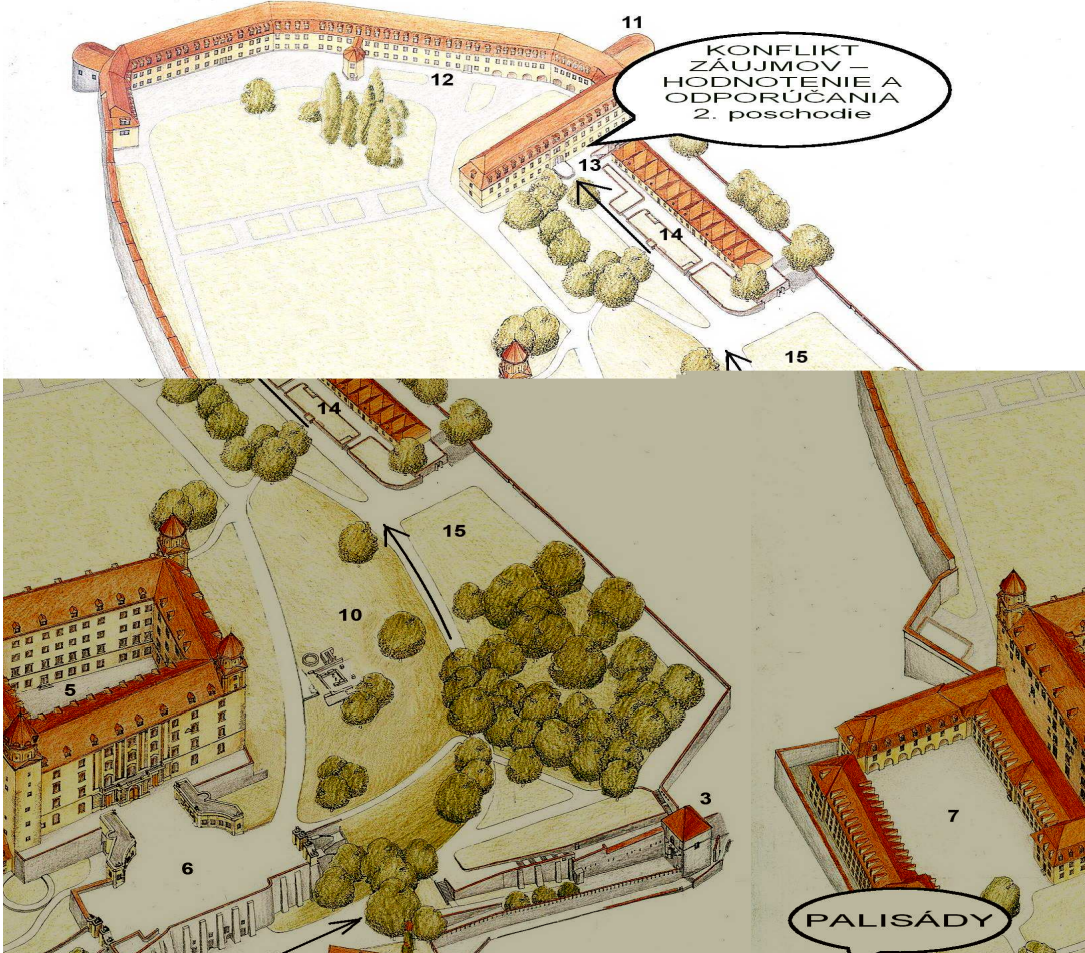 11
KONFLIKT
ZÁUJMOV –
HODNOTENIE A
ODPORÚČANIA
2. poschodie
12
13
14
15
14
15
10
5
3
6
7
PALISÁDY